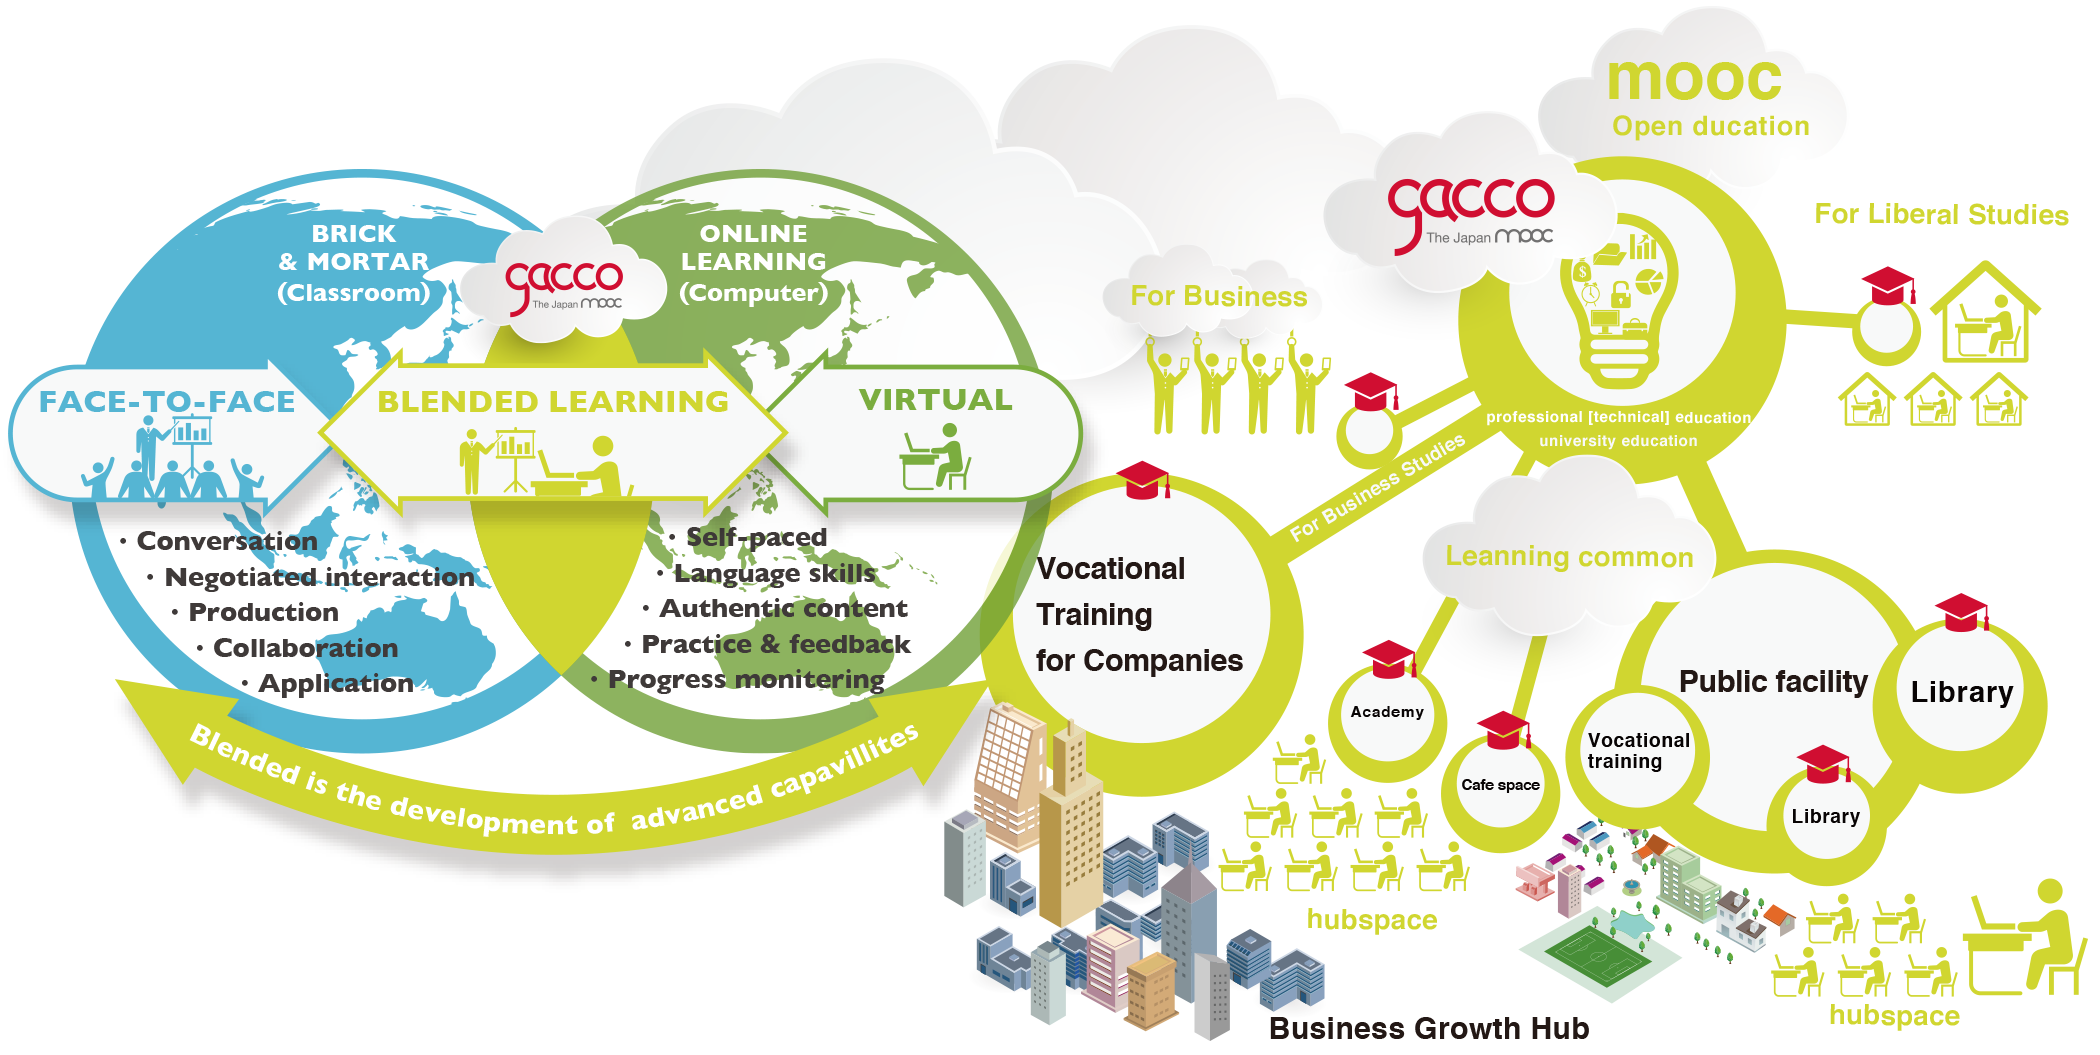 BRICK
& MORTAR
(Classroom)
gacco
The Japan mooc
ONLINE
LEARNING
(Computer)
FACE-TO-FACE
BLENDED LEARNING
VIRTUAL
・Conversation
・Negotiated interaction
・Production
・Collaboration
・Application
・Self-paced
・Language skills
・Authentic content
・Practice & feedback
・Progress monitering
Blended is the development of advanced capavillites
mooc
Open ducation
gacco
The Japan mooc
For Liberal Studies
For Business
professional [technical] education
university education
For Business Studies
Vocational
Training
for Companies
Leanning common
Academy
Cafe space
Public facility
Library
Vocational
training
Library
hubspace
hubspace
Business Growth Hub